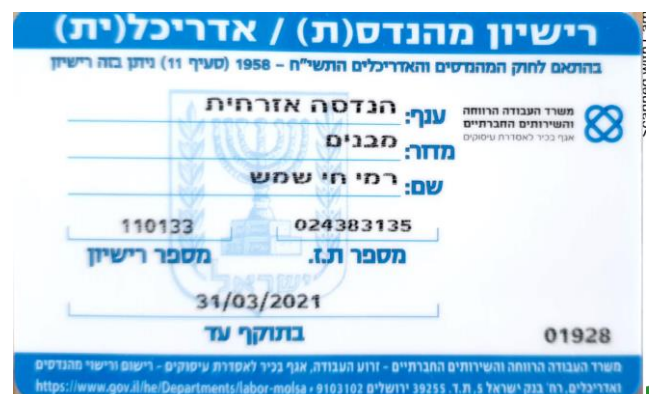 רישיון מהנדס(ת) / אדריכל(ית)
בהתאם לחוק המהנדסים והאדריכלים התשי"ח – 1958 (סעיף 11) ניתן בזה רישיון
משרד העבודה הרווחה
והשירותים החברתיים
אגף בכיר לאסדרת עיסוקים
ענף: הנדסה אזרחית
מדור: מבנים
שם: רמי חי שמש
024383135 110133
מספר ת.ז. מספר רישיון
ישראל
31/03/2021
בתוקף עד
01928
משרד העבודה הרווחה והשירותים החברתיים – זרוע העבודה, אגף בכיר לאסדרת עיסוקים – רישום ורישוי מהנדסים
ואדריכלים, רח' בנק ישראל 5, ת.ד. 39255 ירושלים 9103102 • https://www.gov.il/he/Departments/labor-molsa